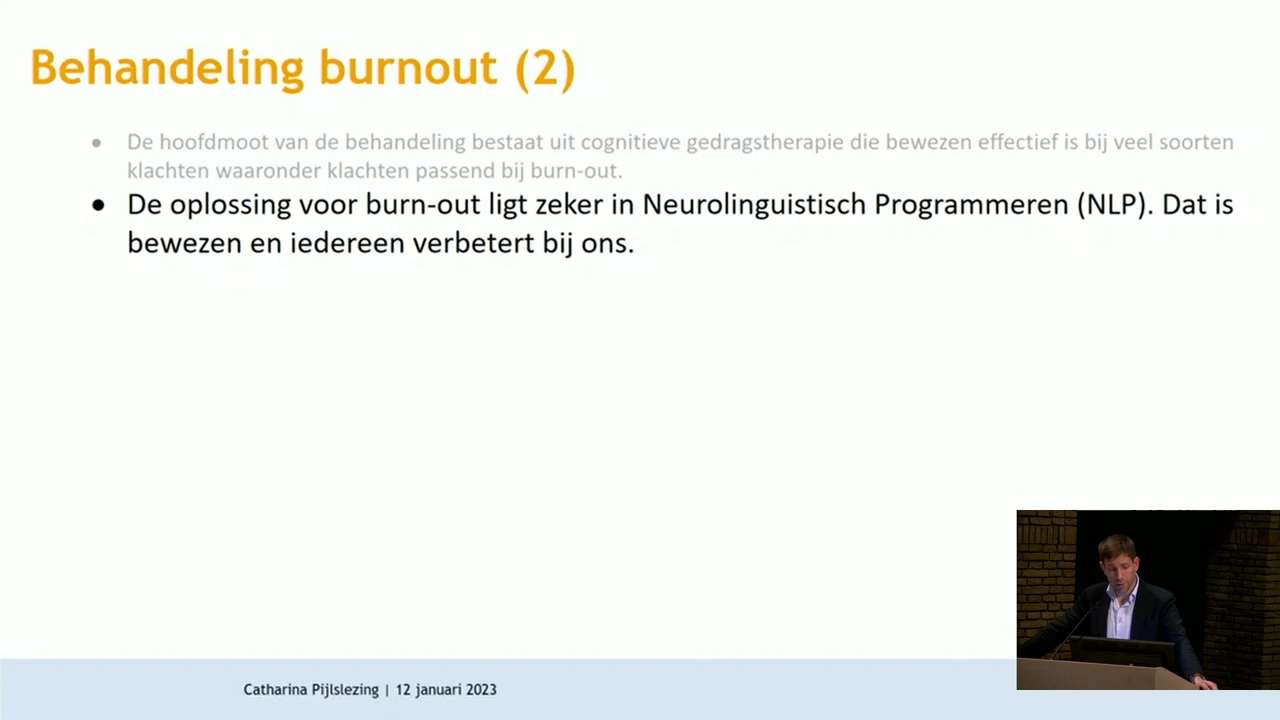 Behandeling burnout (2)
• De hoofdmoot van de behandeling bestaat uit cognitieve gedragstherapie die bewezen effectief is bij veel soorten
klachten waaronder klachten passend bij burn-out.
• De oplossing voor burn-out ligt zeker in Neurolinguistisch Programmeren (NLP). Dat is
bewezen en iedereen verbetert bij ons.
Catharina Pijlslezing | 12 januari 2023